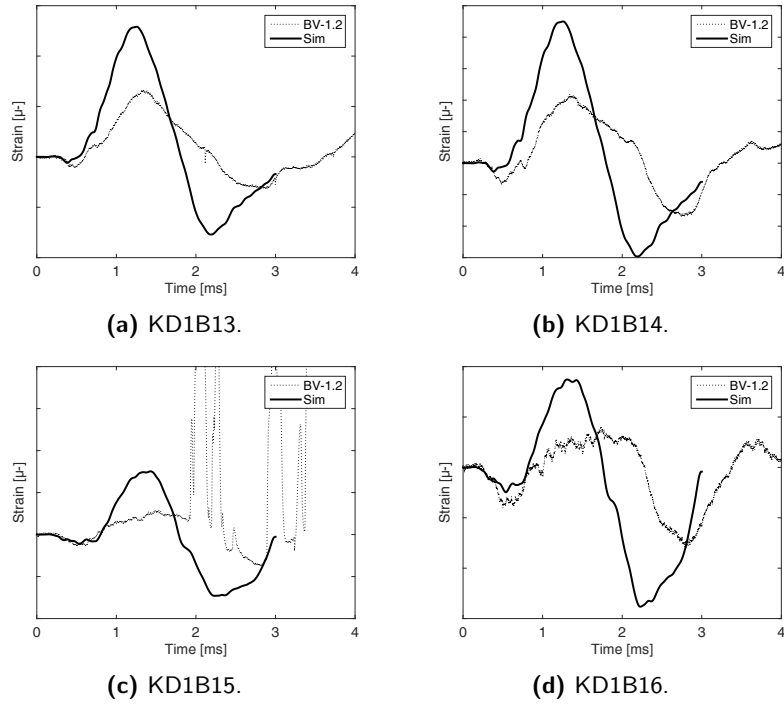 BV-1.2
Sim
Strain [µ-]
0 1 2 3 4
Time [ms]
(a) KD1B13.
BV-1.2
Sim
Strain [µ-]
0 1 2 3 4
Time [ms]
(b) KD1B14.
BV-1.2
Sim
Strain [µ-]
0 1 2 3 4
Time [ms]
(c) KD1B15.
BV-1.2
Sim
Strain [µ-]
0 1 2 3 4
Time [ms]
(d) KD1B16.